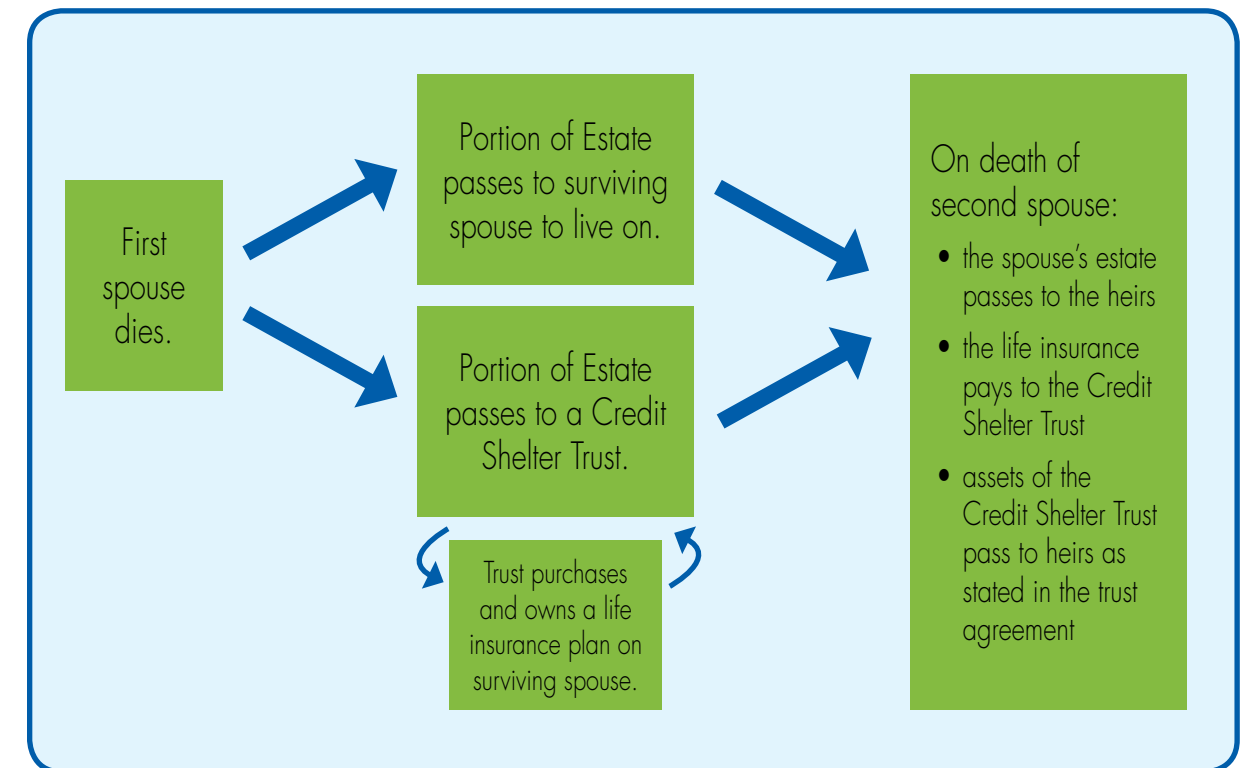 First
spouse
dies.
Portion of Estate
passes to surviving
spouse to live on.
Portion of Estate
passes to a Credit
Shelter Trust.
Trust purchases
and owns a life
insurance plan on
surviving spouse.
On death of
second spouse:
• the spouse’s estate
passes to the heirs
• the life insurance
pays to the Credit
Shelter Trust
• assets of the
Credit Shelter Trust
pass to heirs as
stated in the trust
agreement